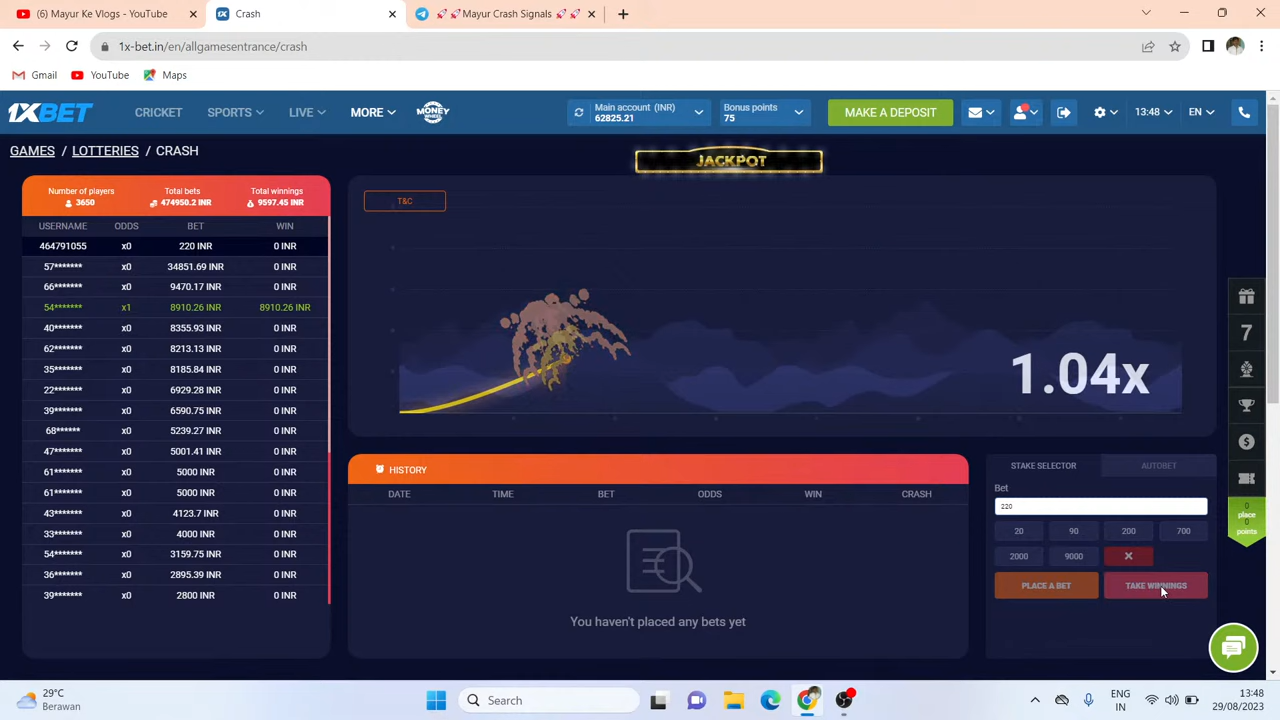 (6) Mayur Ke Vlogs - YouTube
Crash
🚀🚀Mayur Crash Signals 🚀🚀
1x-bet.in/en/allgamesentrance/crash
Gmail YouTube Maps
1XBET CRICKET SPORTS LIVE MORE MONEY WHEEL
Main account (INR)
62825.21
Bonus points
75
MAKE A DEPOSIT
13:48 EN
GAMES / LOTTERIES / CRASH
JACKPOT
Number of players
3650
Total bets
474950.2 INR
Total winnings
9597.45 INR
USERNAME ODDS BET WIN
464791055 x0 220 INR 0 INR
57******* x0 34851.69 INR 0 INR
66******* x0 9470.17 INR 0 INR
54******* x1 8910.26 INR 8910.26 INR
40******* x0 8355.93 INR 0 INR
62******* x0 8213.13 INR 0 INR
35******* x0 8185.84 INR 0 INR
22******* x0 6929.28 INR 0 INR
39******* x0 6590.75 INR 0 INR
68****** x0 5239.27 INR 0 INR
47******* x0 5001.41 INR 0 INR
61******* x0 5000 INR 0 INR
61******* x0 5000 INR 0 INR
43******* x0 4123.7 INR 0 INR
33******* x0 4000 INR 0 INR
54******* x0 3159.75 INR 0 INR
36******* x0 2895.39 INR 0 INR
39******* x0 2800 INR 0 INR
T&C
1.04x
HISTORY
DATE TIME BET ODDS WIN CRASH
You haven't placed any bets yet
STAKE SELECTOR AUTOBET
Bet
220
20 90 200 700
2000 9000
PLACE A BET TAKE WINNINGS
7
0
place
0
points
29°C
Berawan
Search
ENG
IN
13:48
29/08/2023